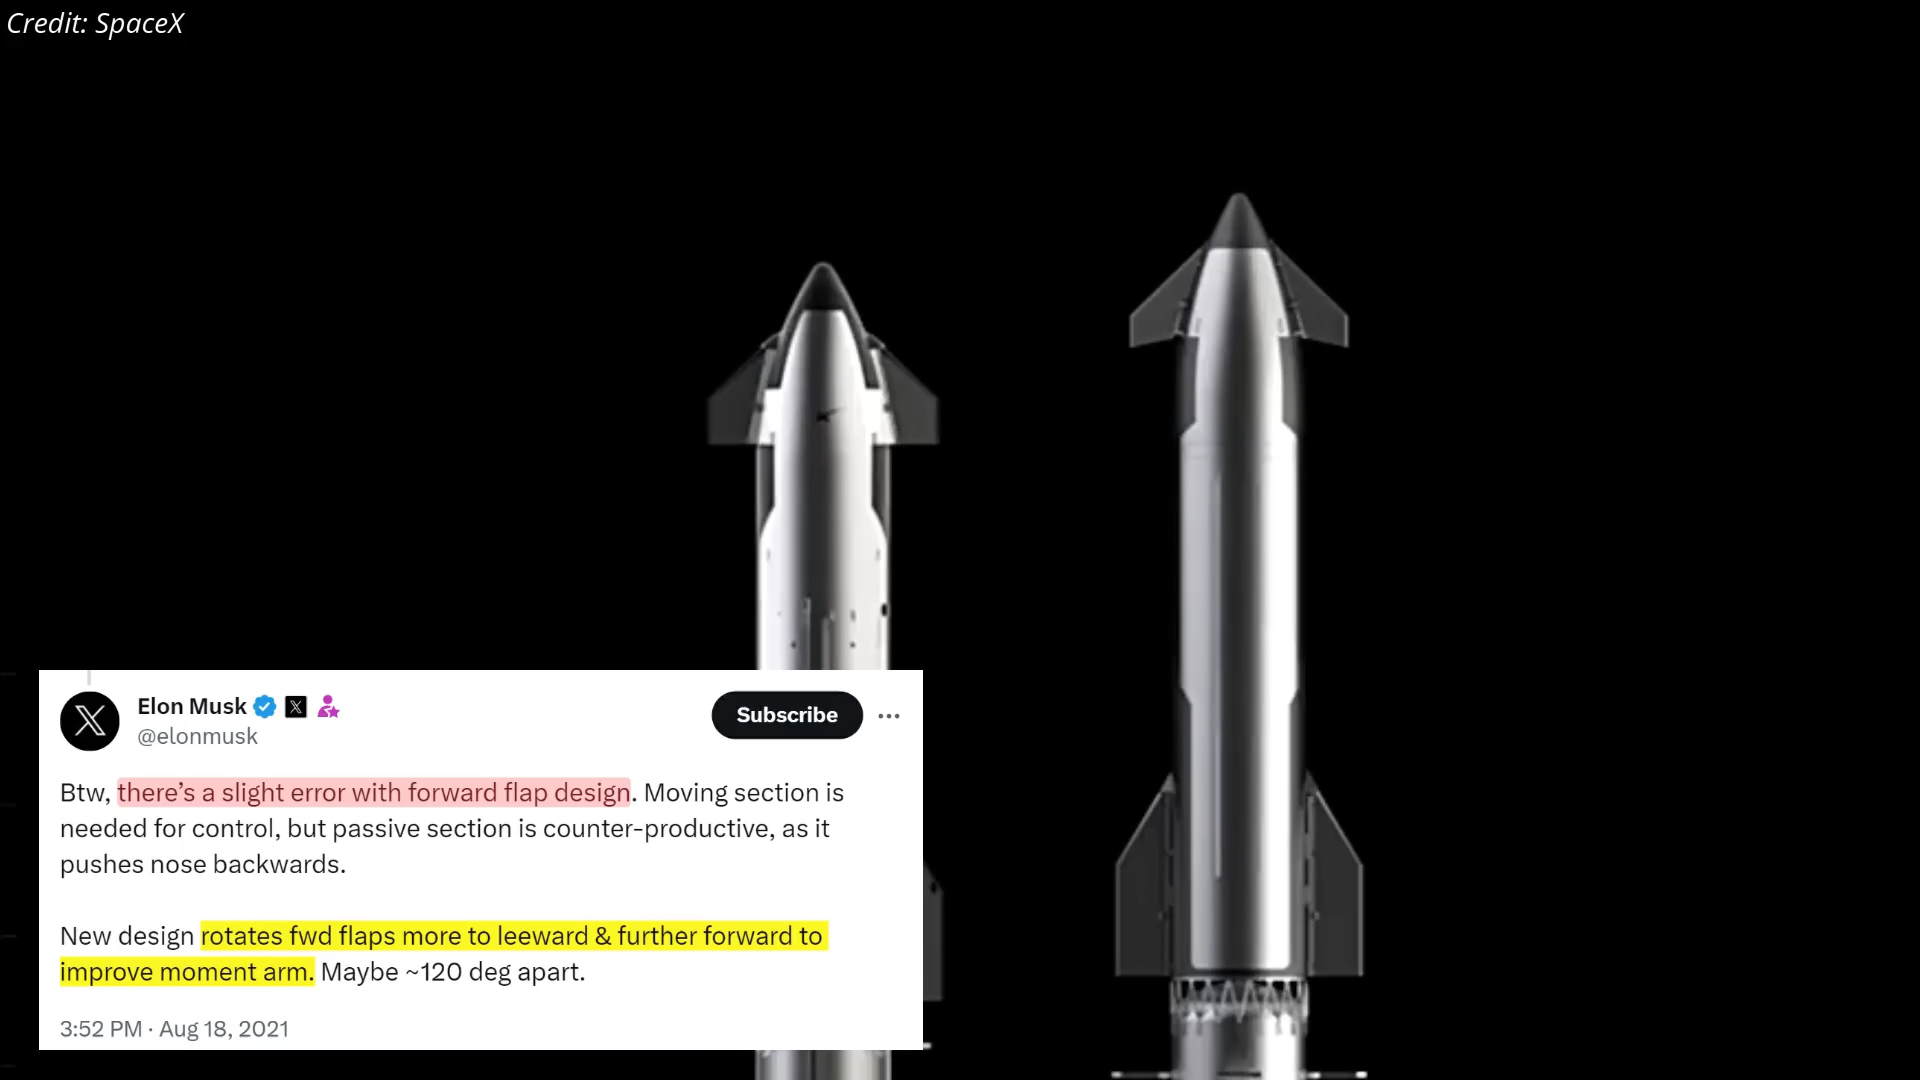 Credit: SpaceX
Elon Musk
@elonmusk
Subscribe
Btw, there’s a slight error with forward flap design. Moving section is
needed for control, but passive section is counter-productive, as it
pushes nose backwards.
New design rotates fwd flaps more to leeward & further forward to
improve moment arm. Maybe ~120 deg apart.
3:52 PM · Aug 18, 2021